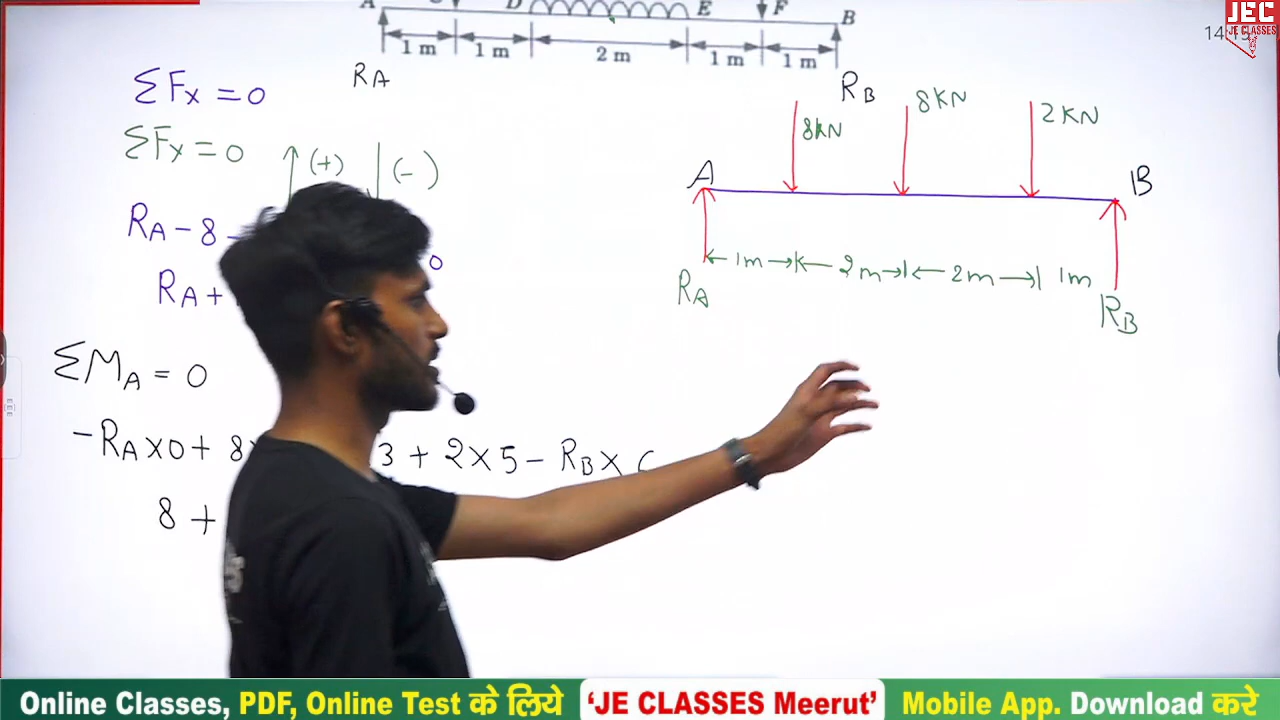 A D E F B
1 m 1 m 2 m 1 m 1 m
RA RB
ΣFx = 0
ΣFx = 0 (+) (-)
RA - 8 -
0
RA +
ΣMA = 0
-RA×0 + 8 3 + 2×5 - RB×
8 +
8KN 8KN 2KN
A B
1m 2m 2m 1m
RA RB
JEC
JE CLASSES
Online Classes, PDF, Online Test के लिये 'JE CLASSES Meerut' Mobile App. Download करे